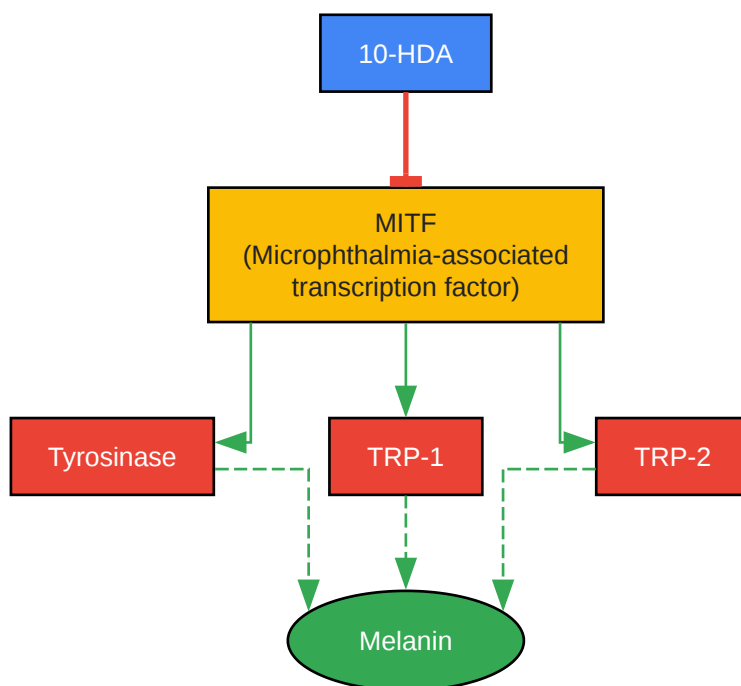 10-HDA
MITF
(Microphthalmia-associated
transcription factor)
Tyrosinase
TRP-1
TRP-2
Melanin